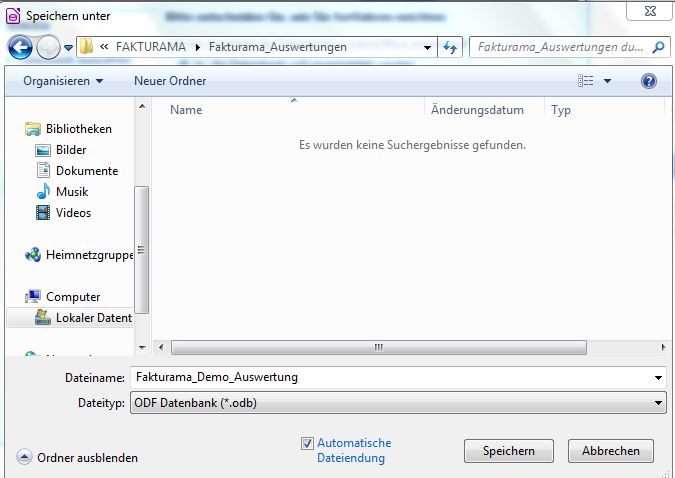 Speichern unter
FAKTURAMA Fakturama_Auswertungen
Fakturama_Auswertungen du...
Organisieren Neuer Ordner
Name Änderungsdatum Typ
Es wurden keine Suchergebnisse gefunden.
Bibliotheken
Bilder
Dokumente
Musik
Videos
Heimnetzgruppe
Computer
Lokaler Datent
Dateiname: Fakturama_Demo_Auswertung
Dateityp: ODF Datenbank (*.odb)
Automatische
Dateiendung
Speichern Abbrechen
Ordner ausblenden